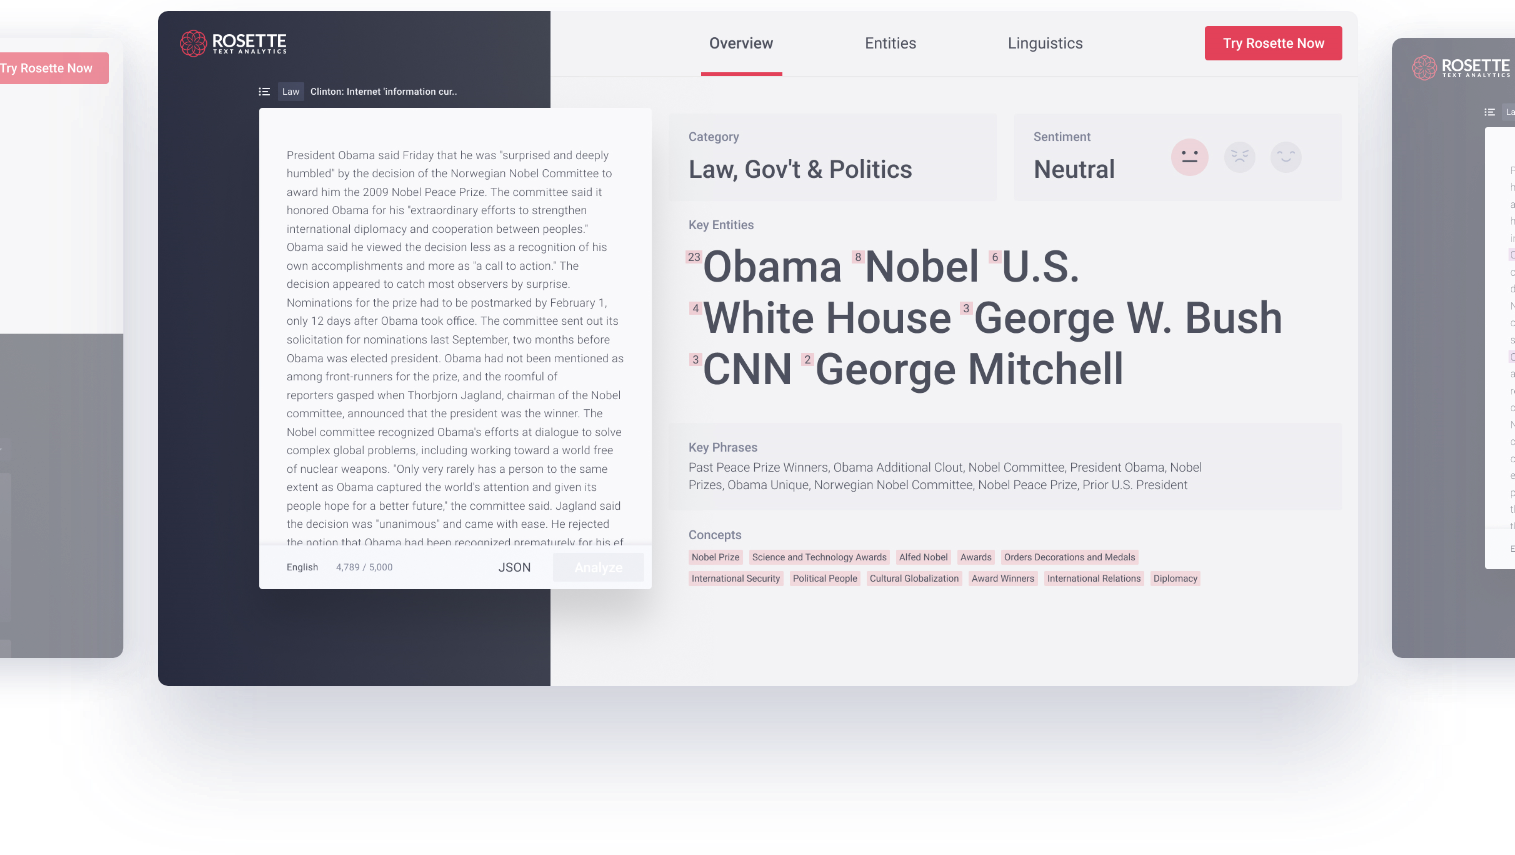 Try Rosette Now
ROSETTE
TEXT ANALYTICS
Overview
Entities
Linguistics
Try Rosette Now
ROSETTE
TEXT ANALYTICS
Law
Clinton: Internet 'information cur..
President Obama said Friday that he was "surprised and deeply
humbled" by the decision of the Norwegian Nobel Committee to
award him the 2009 Nobel Peace Prize. The committee said it
honored Obama for his "extraordinary efforts to strengthen
international diplomacy and cooperation between peoples."
Obama said he viewed the decision less as a recognition of his
own accomplishments and more as "a call to action." The
decision appeared to catch most observers by surprise.
Nominations for the prize had to be postmarked by February 1,
only 12 days after Obama took office. The committee sent out its
solicitation for nominations last September, two months before
Obama was elected president. Obama had not been mentioned as
among front-runners for the prize, and the roomful of
reporters gasped when Thorbjorn Jagland, chairman of the Nobel
committee, announced that the president was the winner. The
Nobel committee recognized Obama's efforts at dialogue to solve
complex global problems, including working toward a world free
of nuclear weapons. "Only very rarely has a person to the same
extent as Obama captured the world's attention and given its
people hope for a better future," the committee said. Jagland said
the decision was "unanimous" and came with ease. He rejected
the notion that Obama had been recognized prematurely for his ef
English
4,789 / 5,000
JSON
Analyze
Category
Law, Gov't & Politics
Sentiment
Neutral
Key Entities
23 Obama 8 Nobel 6 U.S.
4 White House 3 George W. Bush
3 CNN 2 George Mitchell
Key Phrases
Past Peace Prize Winners, Obama Additional Clout, Nobel Committee, President Obama, Nobel
Prizes, Obama Unique, Norwegian Nobel Committee, Nobel Peace Prize, Prior U.S. President
Concepts
Nobel Prize Science and Technology Awards Alfed Nobel Awards Orders Decorations and Medals
International Security Political People Cultural Globalization Award Winners International Relations Diplomacy